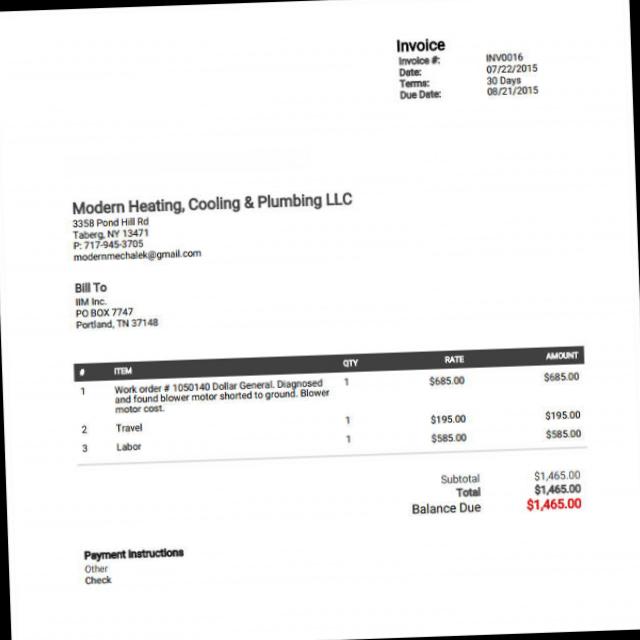 Invoice
Invoice #: INV0016
Date: 07/22/2015
Terms: 30 Days
Due Date: 08/21/2015
Modern Heating, Cooling & Plumbing LLC
3358 Pond Hill Rd
Taberg, NY 13471
P: 717-945-3705
modernmechalek@gmail.com
Bill To
IIM Inc.
PO BOX 7747
Portland, TN 37148
# ITEM QTY RATE AMOUNT
1 Work order # 1050140 Dollar General. Diagnosed 1 $685.00 $685.00
and found blower motor shorted to ground. Blower
motor cost.
2 Travel 1 $195.00 $195.00
3 Labor 1 $585.00 $585.00
Subtotal $1,465.00
Total $1,465.00
Balance Due $1,465.00
Payment Instructions
Other
Check